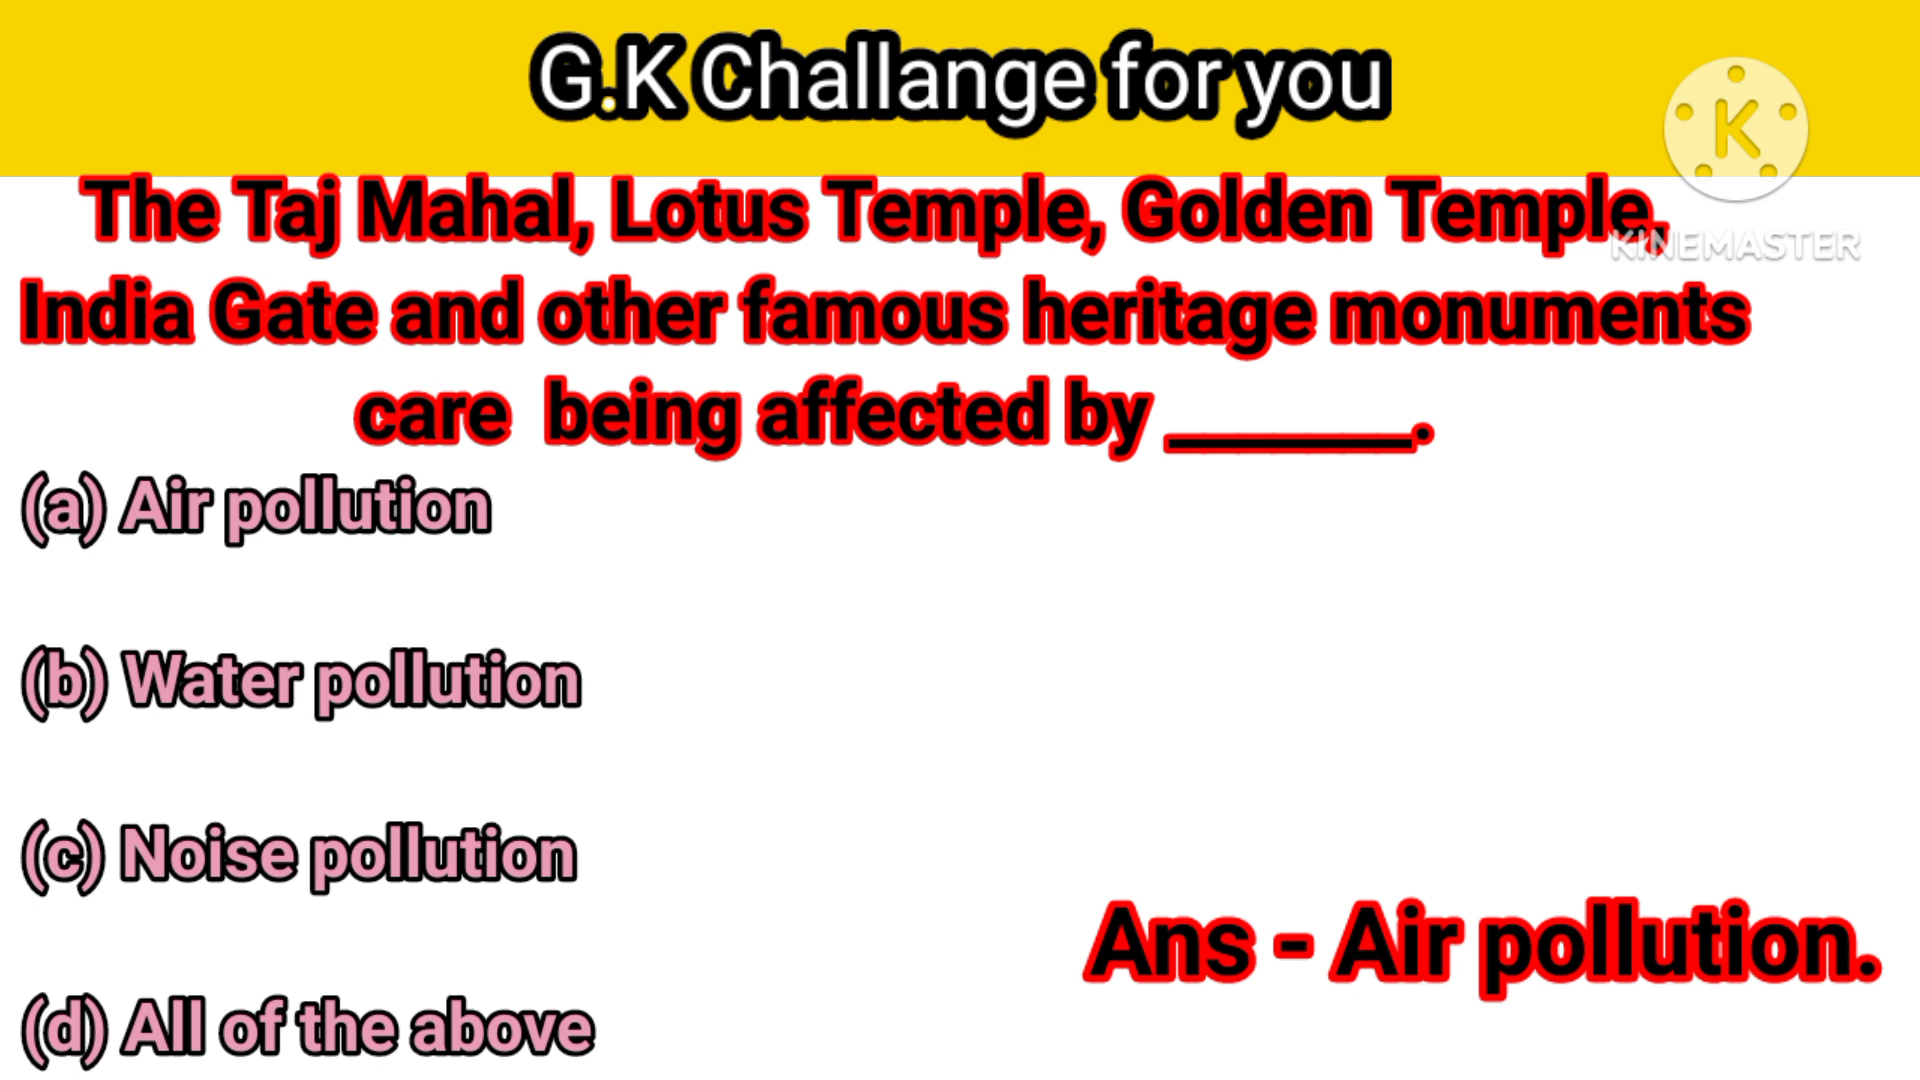 G.K Challange for you
K
KINEMASTER
The Taj Mahal, Lotus Temple, Golden Temple,
India Gate and other famous heritage monuments
care being affected by _______.
(a) Air pollution
(b) Water pollution
(c) Noise pollution
(d) All of the above
Ans - Air pollution.